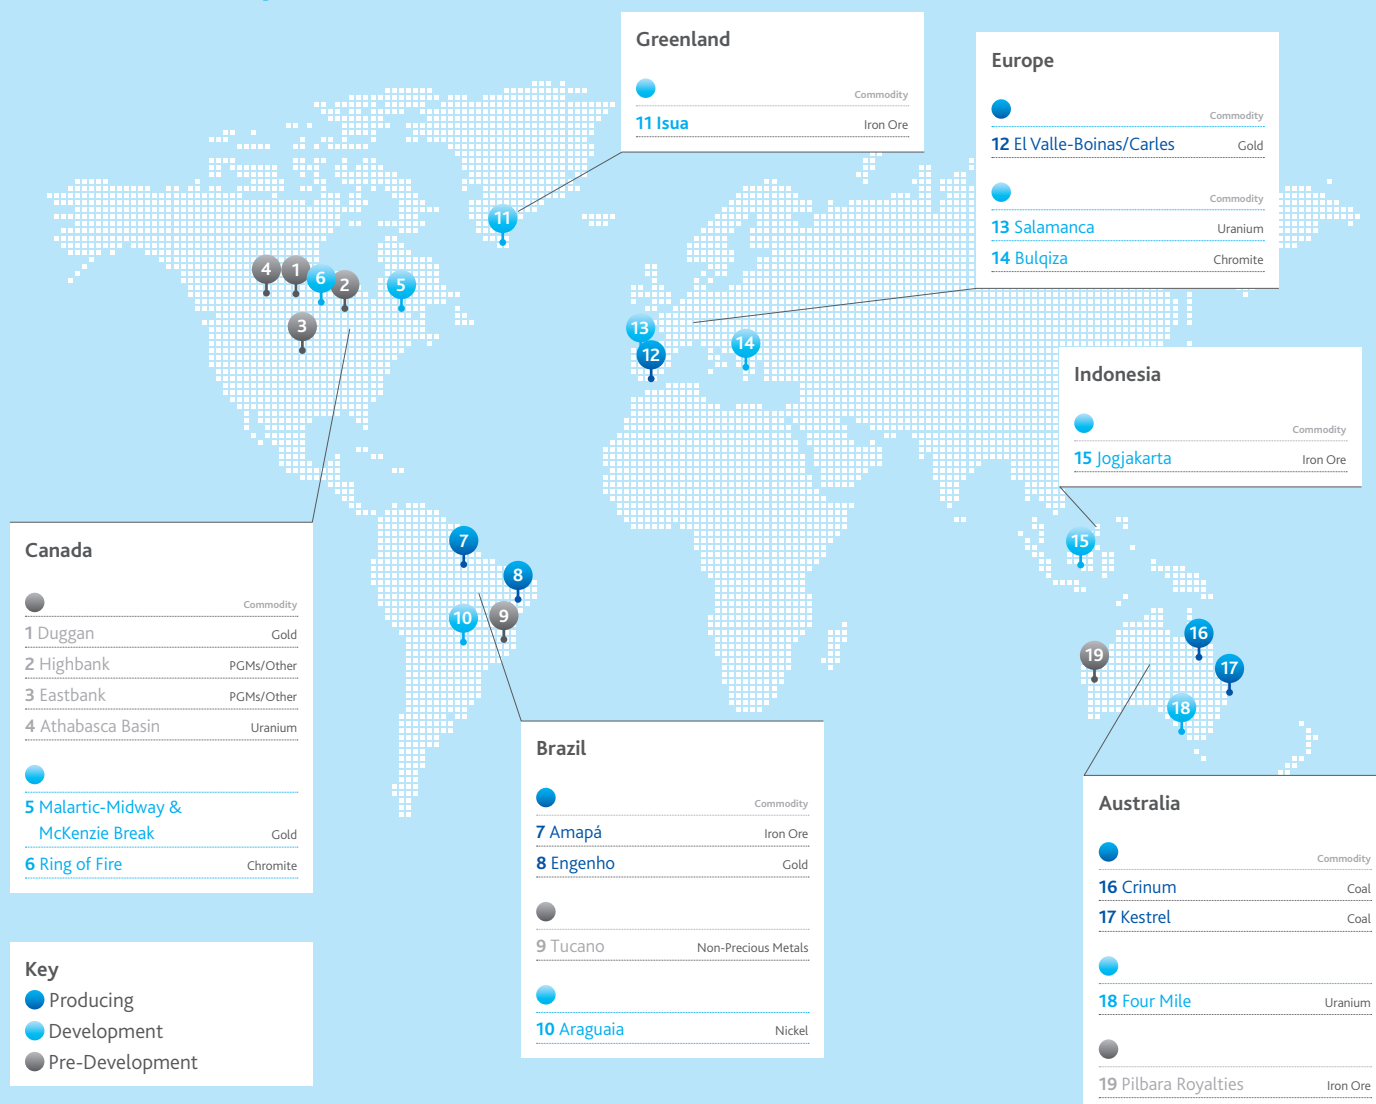 Greenland
Commodity
11 Isua Iron Ore
Europe
Commodity
12 El Valle-Boinas/Carles Gold
Commodity
13 Salamanca Uranium
14 Bulqiza Chromite
11
4
1
6
2
5
3
13
12
14
Indonesia
Commodity
15 Jogjakarta Iron Ore
7
8
10
9
15
16
19
17
18
Canada
Commodity
1 Duggan Gold
2 Highbank PGMs/Other
3 Eastbank PGMs/Other
4 Athabasca Basin Uranium
5 Malartic-Midway &
McKenzie Break Gold
6 Ring of Fire Chromite
Brazil
Commodity
7 Amapá Iron Ore
8 Engenho Gold
9 Tucano Non-Precious Metals
10 Araguaia Nickel
Australia
Commodity
16 Crinum Coal
17 Kestrel Coal
18 Four Mile Uranium
19 Pilbara Royalties Iron Ore
Key
Producing
Development
Pre-Development